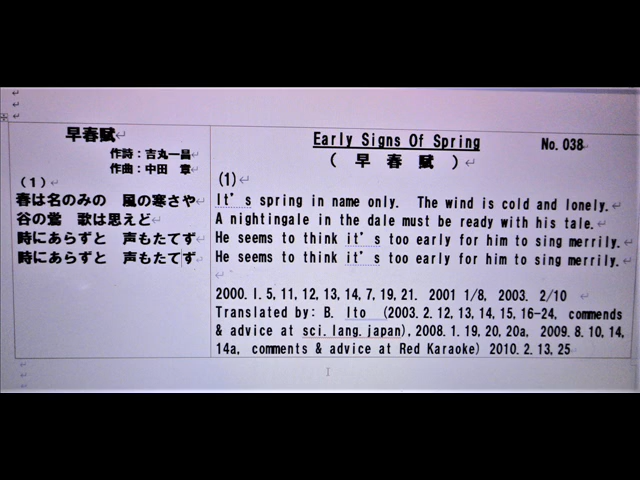 早春賦
作詩：吉丸一昌
作曲：中田 章
（１）
春は名のみの 風の寒さや
谷の鶯 歌は思えど
時にあらずと 声もたてず
時にあらずと 声もたてず
Early Signs Of Spring No. 038
（ 早 春 賦 ）
(1)
It's spring in name only. The wind is cold and lonely.
A nightingale in the dale must be ready with his tale.
He seems to think it's too early for him to sing merrily.
He seems to think it's too early for him to sing merrily.
2000. 1. 5, 11, 12, 13, 14, 7, 19, 21. 2001 1/8, 2003. 2/10
Translated by: B. Ito (2003. 2. 12, 13, 14, 15, 16-24, commends
& advice at sci. lang. japan), 2008. 1. 19, 20, 20a, 2009. 8. 10, 14,
14a, comments & advice at Red Karaoke) 2010. 2. 13, 25